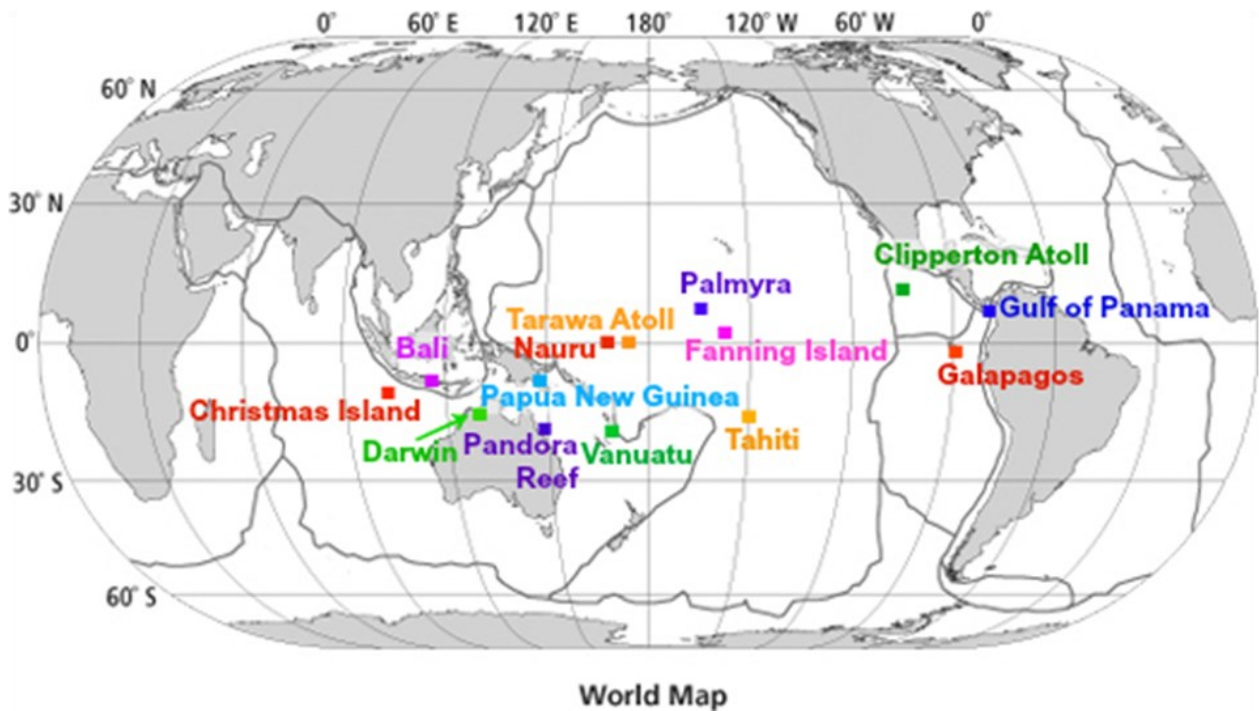 0° 60° E 120° E 180° 120° W 60° W 0°
60° N
30° N
Clipperton Atoll
Palmyra
Gulf of Panama
Tarawa Atoll
0°
Bali
Nauru
Fanning Island
Galapagos
Papua New Guinea
Christmas Island
Darwin
Pandora
Reef
Vanuatu
Tahiti
30° S
60° S
World Map